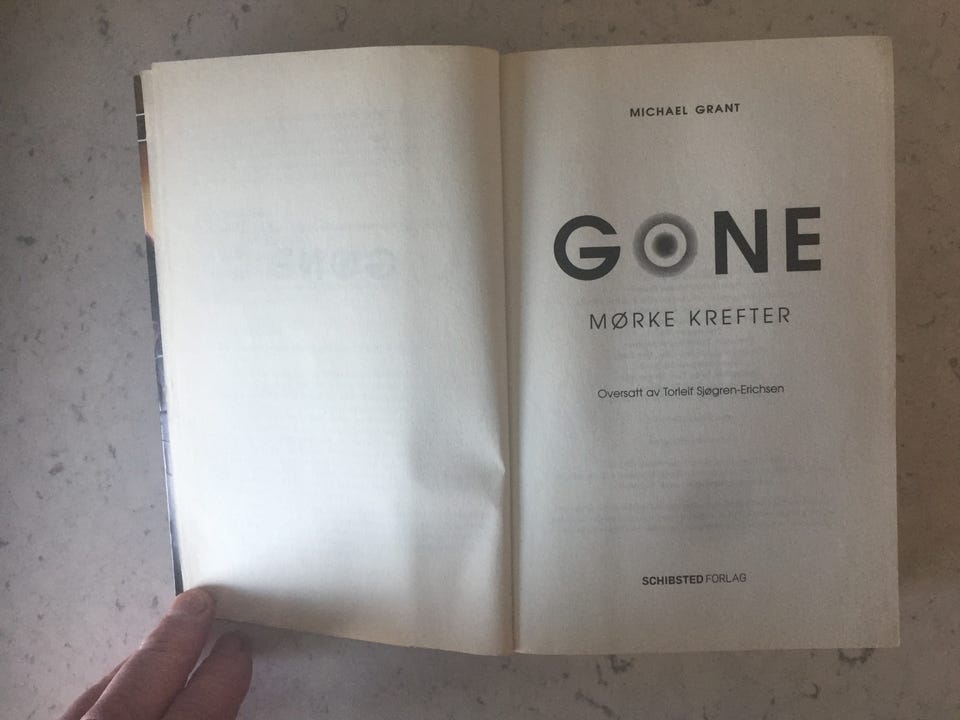 MICHAEL GRANT
GONE
MØRKE KREFTER
Oversatt av Torleif Sjøgren-Erichsen
SCHIBSTED FORLAG